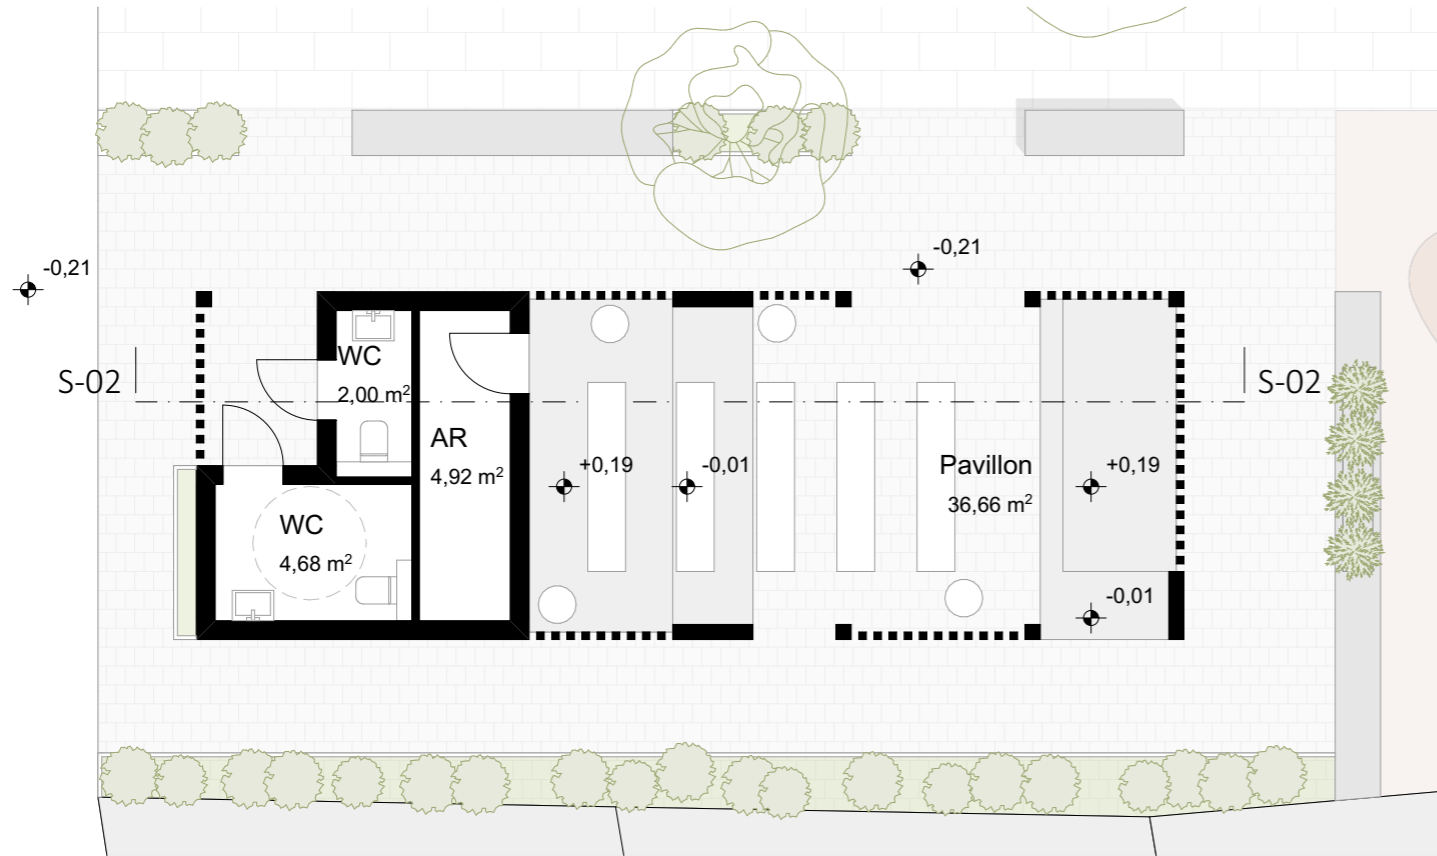 -0,21
-0,21
S-02
WC
2,00 m²
S-02
AR
4,92 m²
+0,19
-0,01
Pavillon
36,66 m²
+0,19
WC
4,68 m²
-0,01